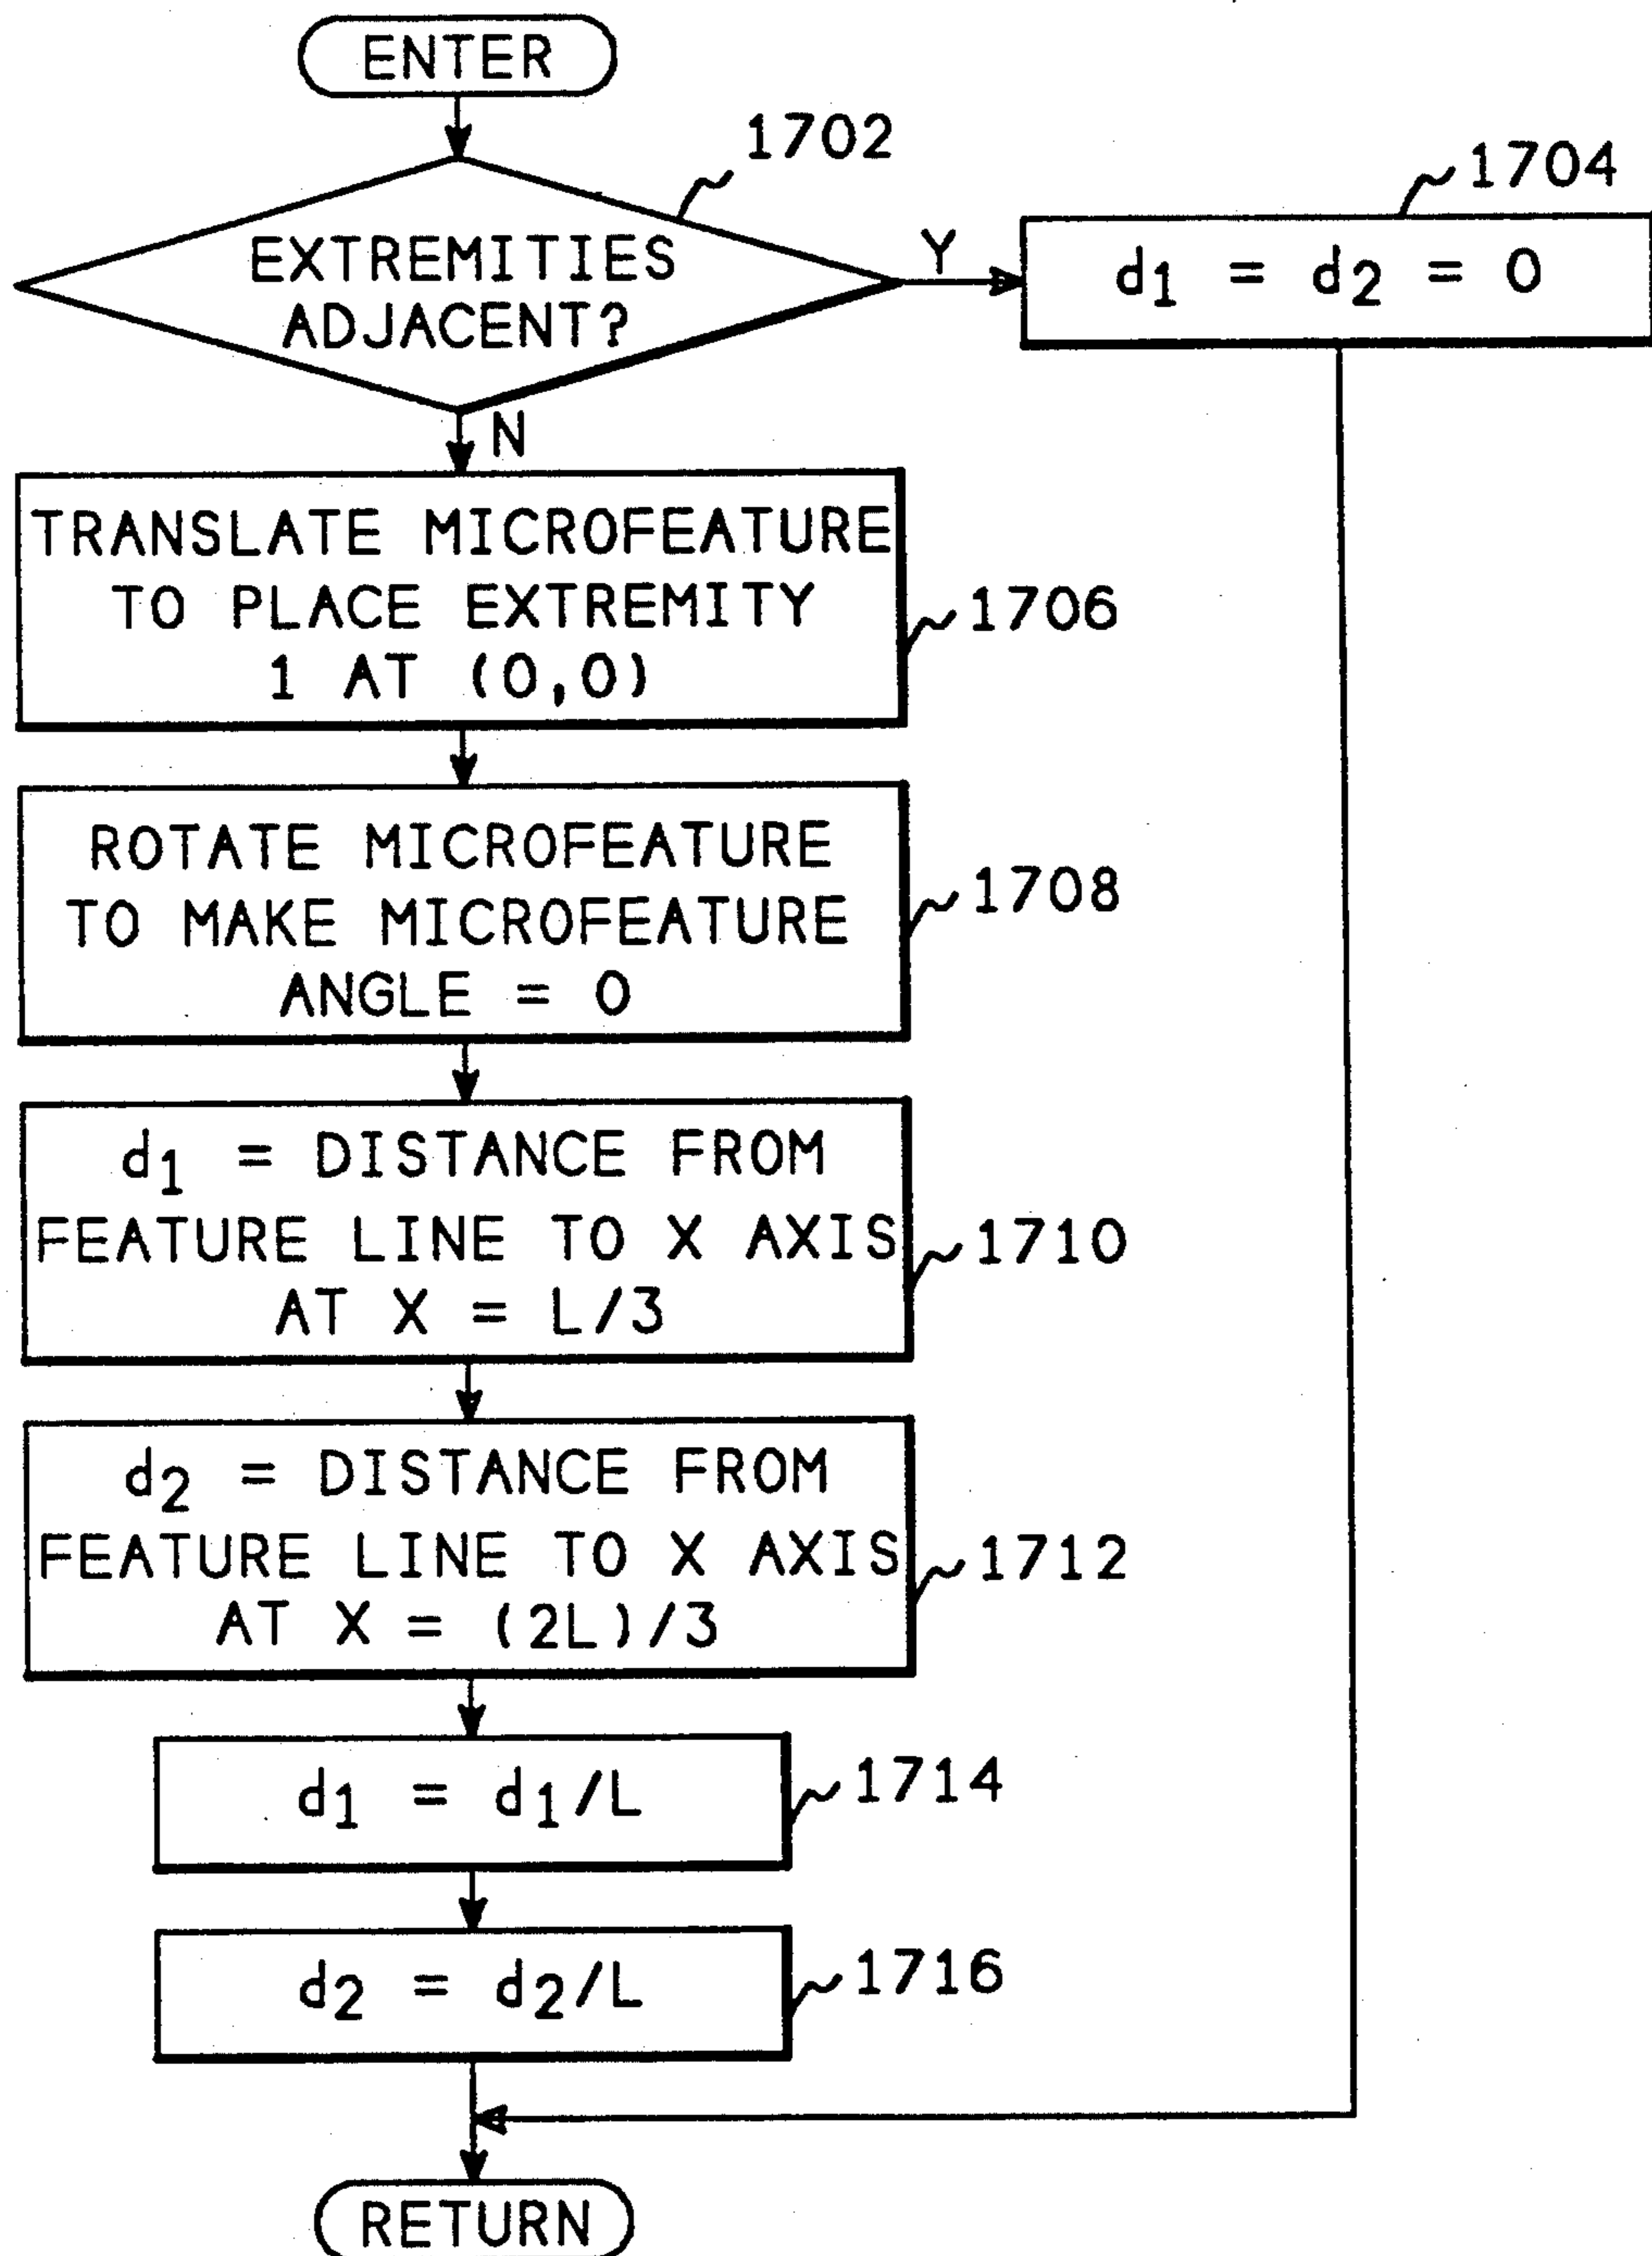 ENTER
1702
EXTREMITIES
ADJACENT?
Y
1704
d1 = d2 = 0
N
TRANSLATE MICROFEATURE
TO PLACE EXTREMITY
1 AT (0,0)
1706
ROTATE MICROFEATURE
TO MAKE MICROFEATURE
ANGLE = 0
1708
d1 = DISTANCE FROM
FEATURE LINE TO X AXIS
AT X = L/3
1710
d2 = DISTANCE FROM
FEATURE LINE TO X AXIS
AT X = (2L)/3
1712
d1 = d1/L
1714
d2 = d2/L
1716
RETURN